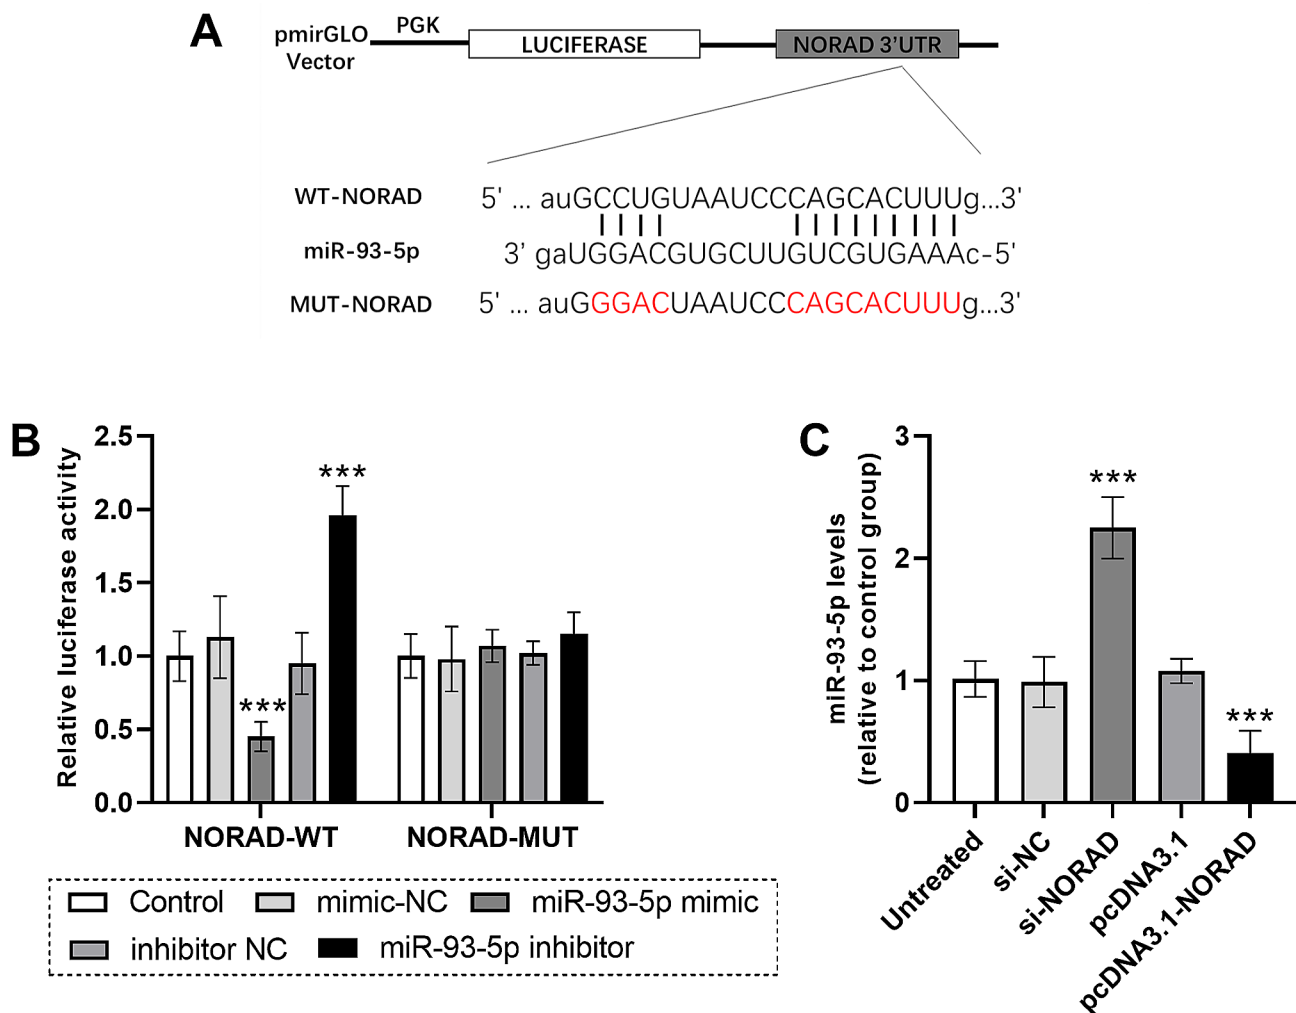 A
pmirGLO
Vector
PGK
LUCIFERASE
NORAD 3'UTR
WT-NORAD 5' ... auGCCUGUAAUCCCAGCACUUUg...3'
miR-93-5p 3' gaUGGACGUGCUUGUCGUGAAAc-5'
MUT-NORAD 5' ... auGGGACUAAUCCCAGCACUUUg...3'
B
Relative luciferase activity
2.5
2.0
1.5
1.0
0.5
0.0
***
***
NORAD-WT
NORAD-MUT
Control
mimic-NC
miR-93-5p mimic
inhibitor NC
miR-93-5p inhibitor
C
miR-93-5p levels
(relative to control group)
3
2
1
0
***
***
Untreated
si-NC
si-NORAD
pcDNA3.1
pcDNA3.1-NORAD